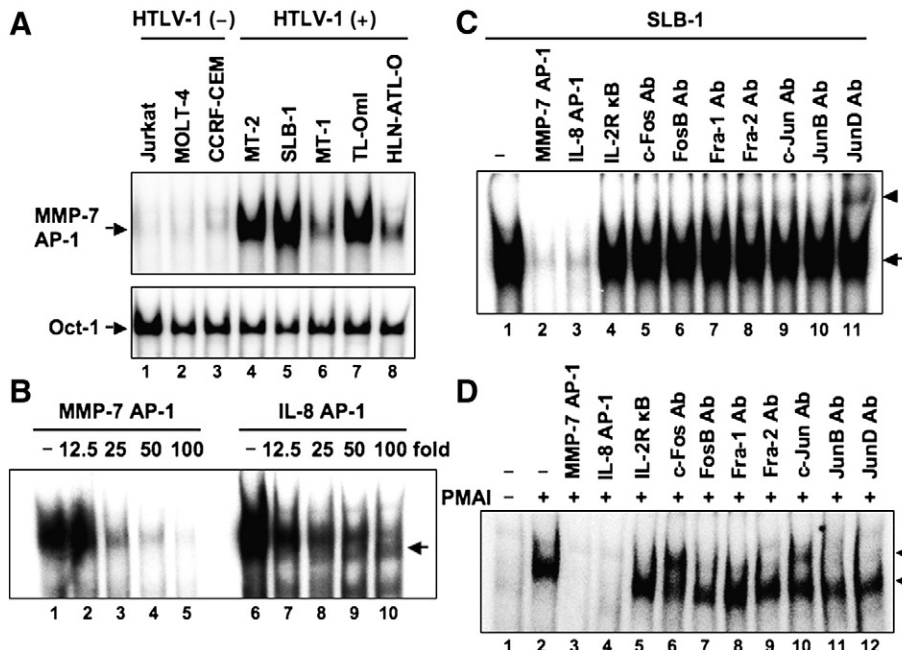 A
HTLV-1 (−) HTLV-1 (+)
Jurkat
MOLT-4
CCRF-CEM
MT-2
SLB-1
MT-1
TL-OmI
HLN-ATL-O
MMP-7
AP-1
Oct-1
1 2 3 4 5 6 7 8
B
MMP-7 AP-1 IL-8 AP-1
− 12.5 25 50 100 − 12.5 25 50 100 fold
1 2 3 4 5 6 7 8 9 10
C
SLB-1
−
MMP-7 AP-1
IL-8 AP-1
IL-2R κB
c-Fos Ab
FosB Ab
Fra-1 Ab
Fra-2 Ab
c-Jun Ab
JunB Ab
JunD Ab
1 2 3 4 5 6 7 8 9 10 11
D
−
−
MMP-7 AP-1
IL-8 AP-1
IL-2R κB
c-Fos Ab
FosB Ab
Fra-1 Ab
Fra-2 Ab
c-Jun Ab
JunB Ab
JunD Ab
PMAI − + + + + + + + + + + +
1 2 3 4 5 6 7 8 9 10 11 12